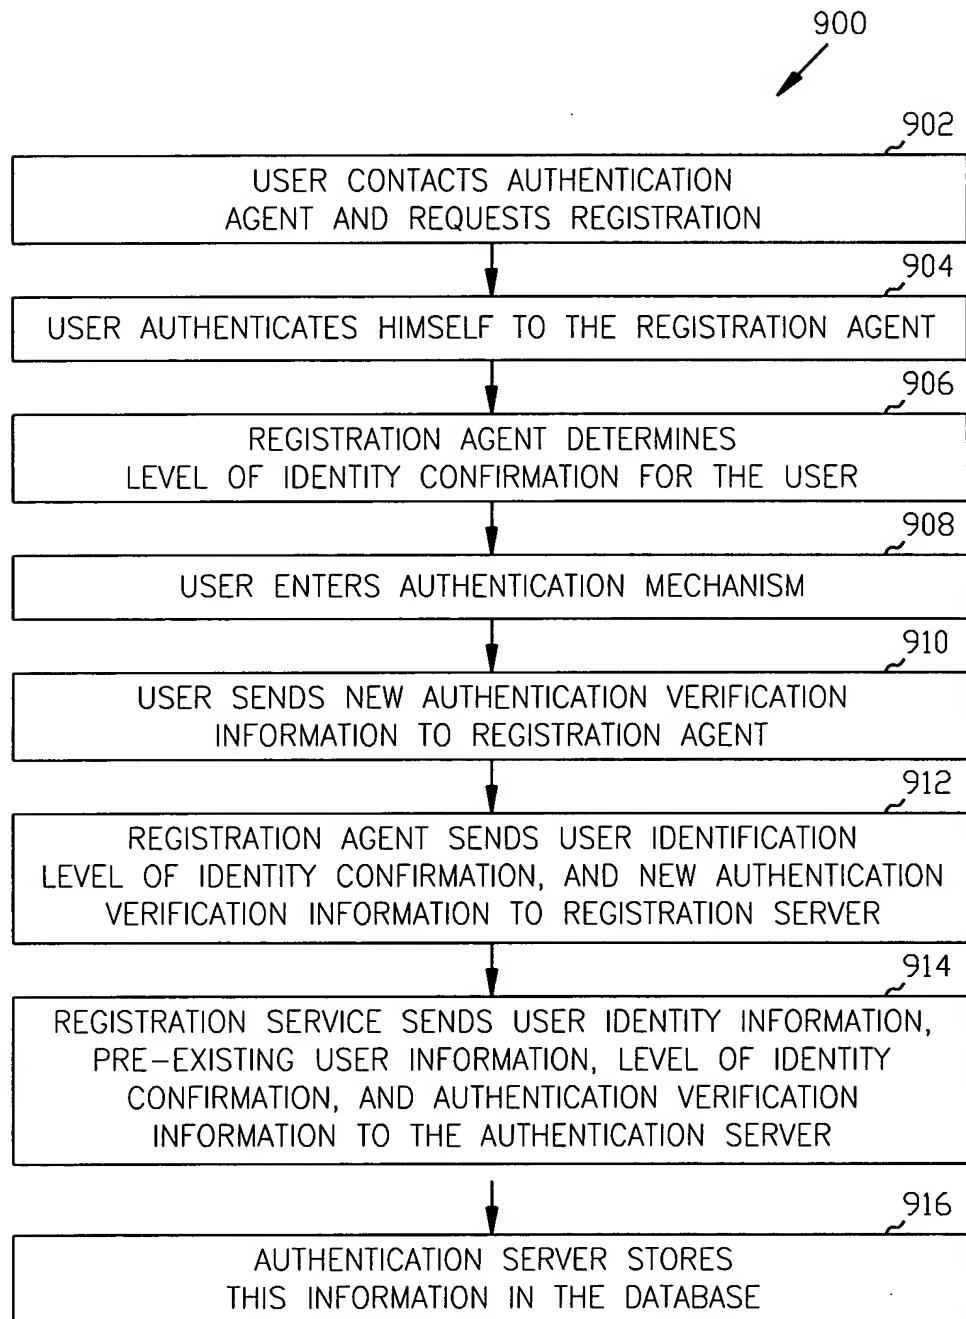 900
902
USER CONTACTS AUTHENTICATION
AGENT AND REQUESTS REGISTRATION
904
USER AUTHENTICATES HIMSELF TO THE REGISTRATION AGENT
906
REGISTRATION AGENT DETERMINES
LEVEL OF IDENTITY CONFIRMATION FOR THE USER
908
USER ENTERS AUTHENTICATION MECHANISM
910
USER SENDS NEW AUTHENTICATION VERIFICATION
INFORMATION TO REGISTRATION AGENT
912
REGISTRATION AGENT SENDS USER IDENTIFICATION
LEVEL OF IDENTITY CONFIRMATION, AND NEW AUTHENTICATION
VERIFICATION INFORMATION TO REGISTRATION SERVER
914
REGISTRATION SERVICE SENDS USER IDENTITY INFORMATION,
PRE-EXISTING USER INFORMATION, LEVEL OF IDENTITY
CONFIRMATION, AND AUTHENTICATION VERIFICATION
INFORMATION TO THE AUTHENTICATION SERVER
916
AUTHENTICATION SERVER STORES
THIS INFORMATION IN THE DATABASE